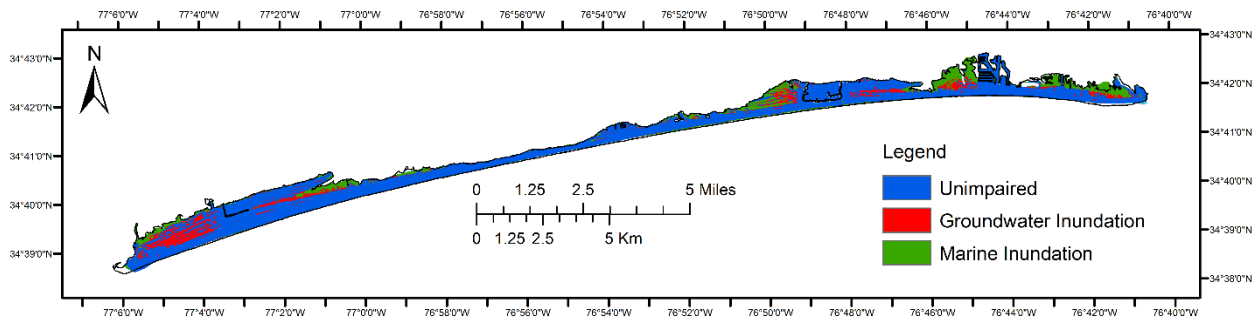 77°6'0"W 77°4'0"W 77°2'0"W 77°0'0"W 76°58'0"W 76°56'0"W 76°54'0"W 76°52'0"W 76°50'0"W 76°48'0"W 76°46'0"W 76°44'0"W 76°42'0"W 76°40'0"W
34°43'0"N
34°43'0"N
N
34°42'0"N
34°42'0"N
34°41'0"N
34°41'0"N
34°40'0"N
34°40'0"N
34°39'0"N
34°39'0"N
34°38'0"N
Legend
Unimpaired
Groundwater Inundation
Marine Inundation
0 1.25 2.5 5 Miles
0 1.25 2.5 5 Km
77°6'0"W 77°4'0"W 77°2'0"W 77°0'0"W 76°58'0"W 76°56'0"W 76°54'0"W 76°52'0"W 76°50'0"W 76°48'0"W 76°46'0"W 76°44'0"W 76°42'0"W 76°40'0"W